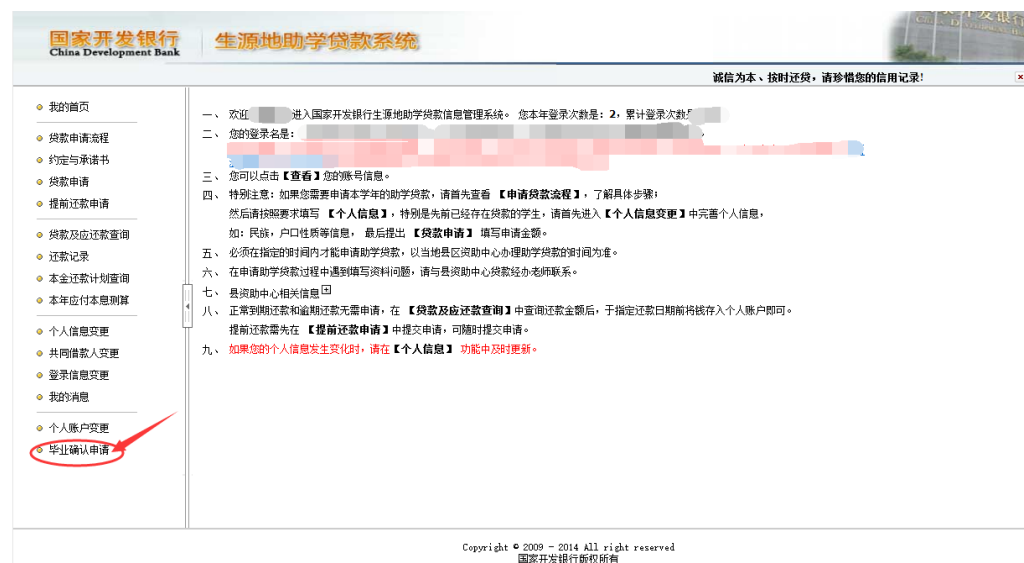 国家开发银行
China Development Bank
生源地助学贷款系统
诚信为本、按时还贷，请珍惜您的信用记录！
我的首页
贷款申请流程
约定与承诺书
贷款申请
提前还款申请
贷款及应还款查询
还款记录
本金还款计划查询
本年应付本息测算
个人信息变更
共同借款人变更
登录信息变更
我的消息
个人账户变更
毕业确认申请
一、 欢迎 进入国家开发银行生源地助学贷款信息管理系统。 您本年登录次数是：2，累计登录次数
二、 您的登录名是：
三、 您可以点击【查看】您的账号信息。
四、 特别注意：如果您需要申请本学年的助学贷款，请首先查看 【申请贷款流程】，了解具体步骤；
然后请按照要求填写 【个人信息】，特别是先前已经存在贷款的学生，请首先进入【个人信息变更】中完善个人信息，
如：民族，户口性质等信息， 最后提出 【贷款申请】 填写申请金额。
五、 必须在指定的时间内才能申请助学贷款，以当地县区资助中心办理助学贷款的时间为准。
六、 在申请助学贷款过程中遇到填写资料问题，请与县资助中心贷款经办老师联系。
七、 县资助中心相关信息
八、 正常到期还款和逾期还款无需申请，在 【贷款及应还款查询】中查询还款金额后，于指定还款日期前将钱存入个人账户即可。
提前还款需先在 【提前还款申请】中提交申请，可随时提交申请。
九、 如果您的个人信息发生变化时，请在【个人信息】 功能中及时更新。
Copyright © 2009 - 2014 All right reserved
国家开发银行版权所有